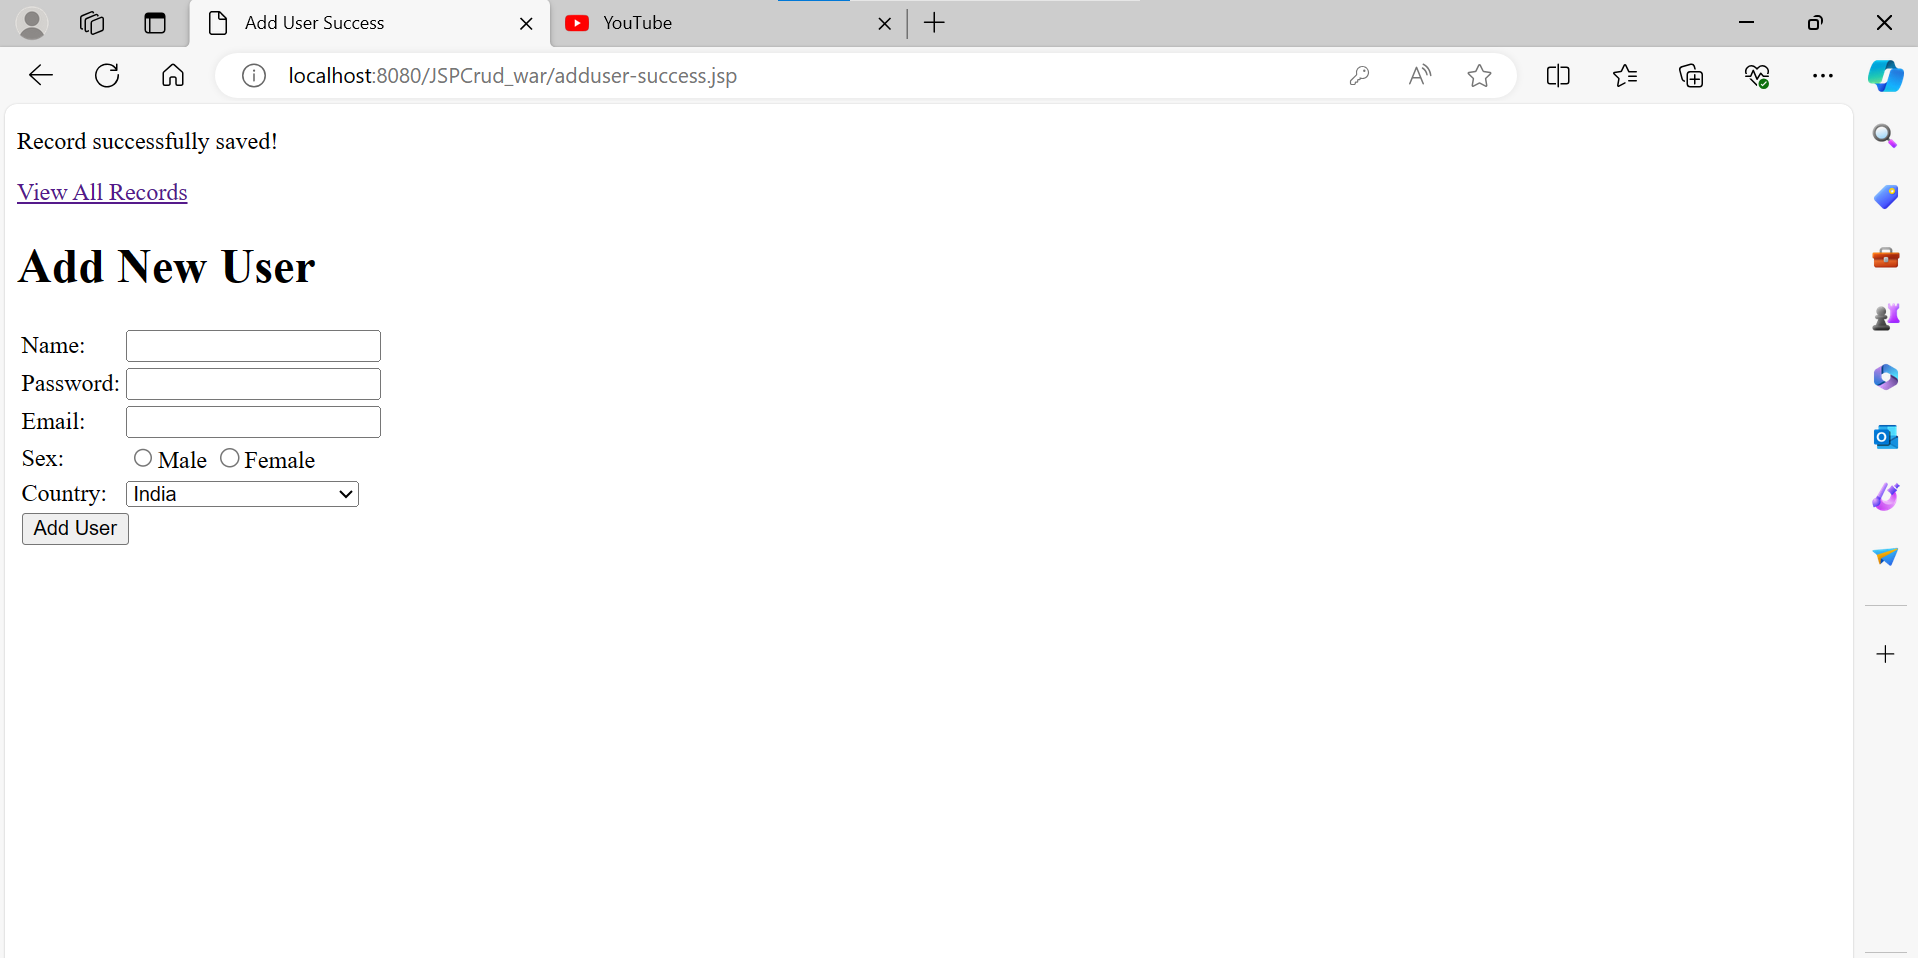 Add User Success
YouTube
localhost:8080/JSPCrud_war/adduser-success.jsp
Record successfully saved!
View All Records
Add New User
Name:
Password:
Email:
Sex: Male Female
Country: India
Add User